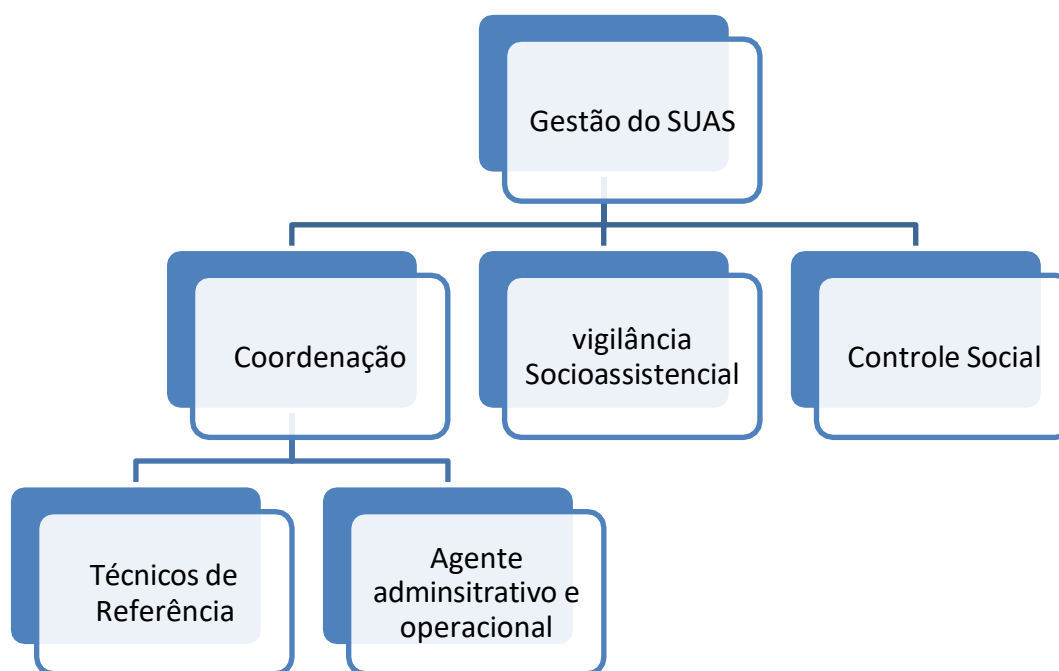 Gestão do SUAS
Coordenação
vigilância
Socioassistencial
Controle Social
Técnicos de
Referência
Agente
adminsitrativo e
operacional